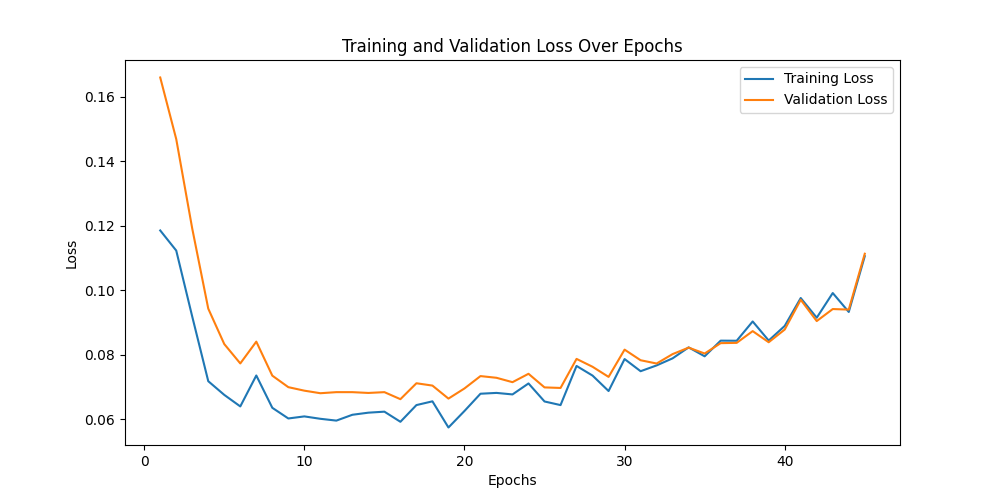 Training and Validation Loss Over Epochs
Training Loss
Validation Loss
0.16
0.14
0.12
0.10
0.08
0.06
Loss
0 10 20 30 40
Epochs